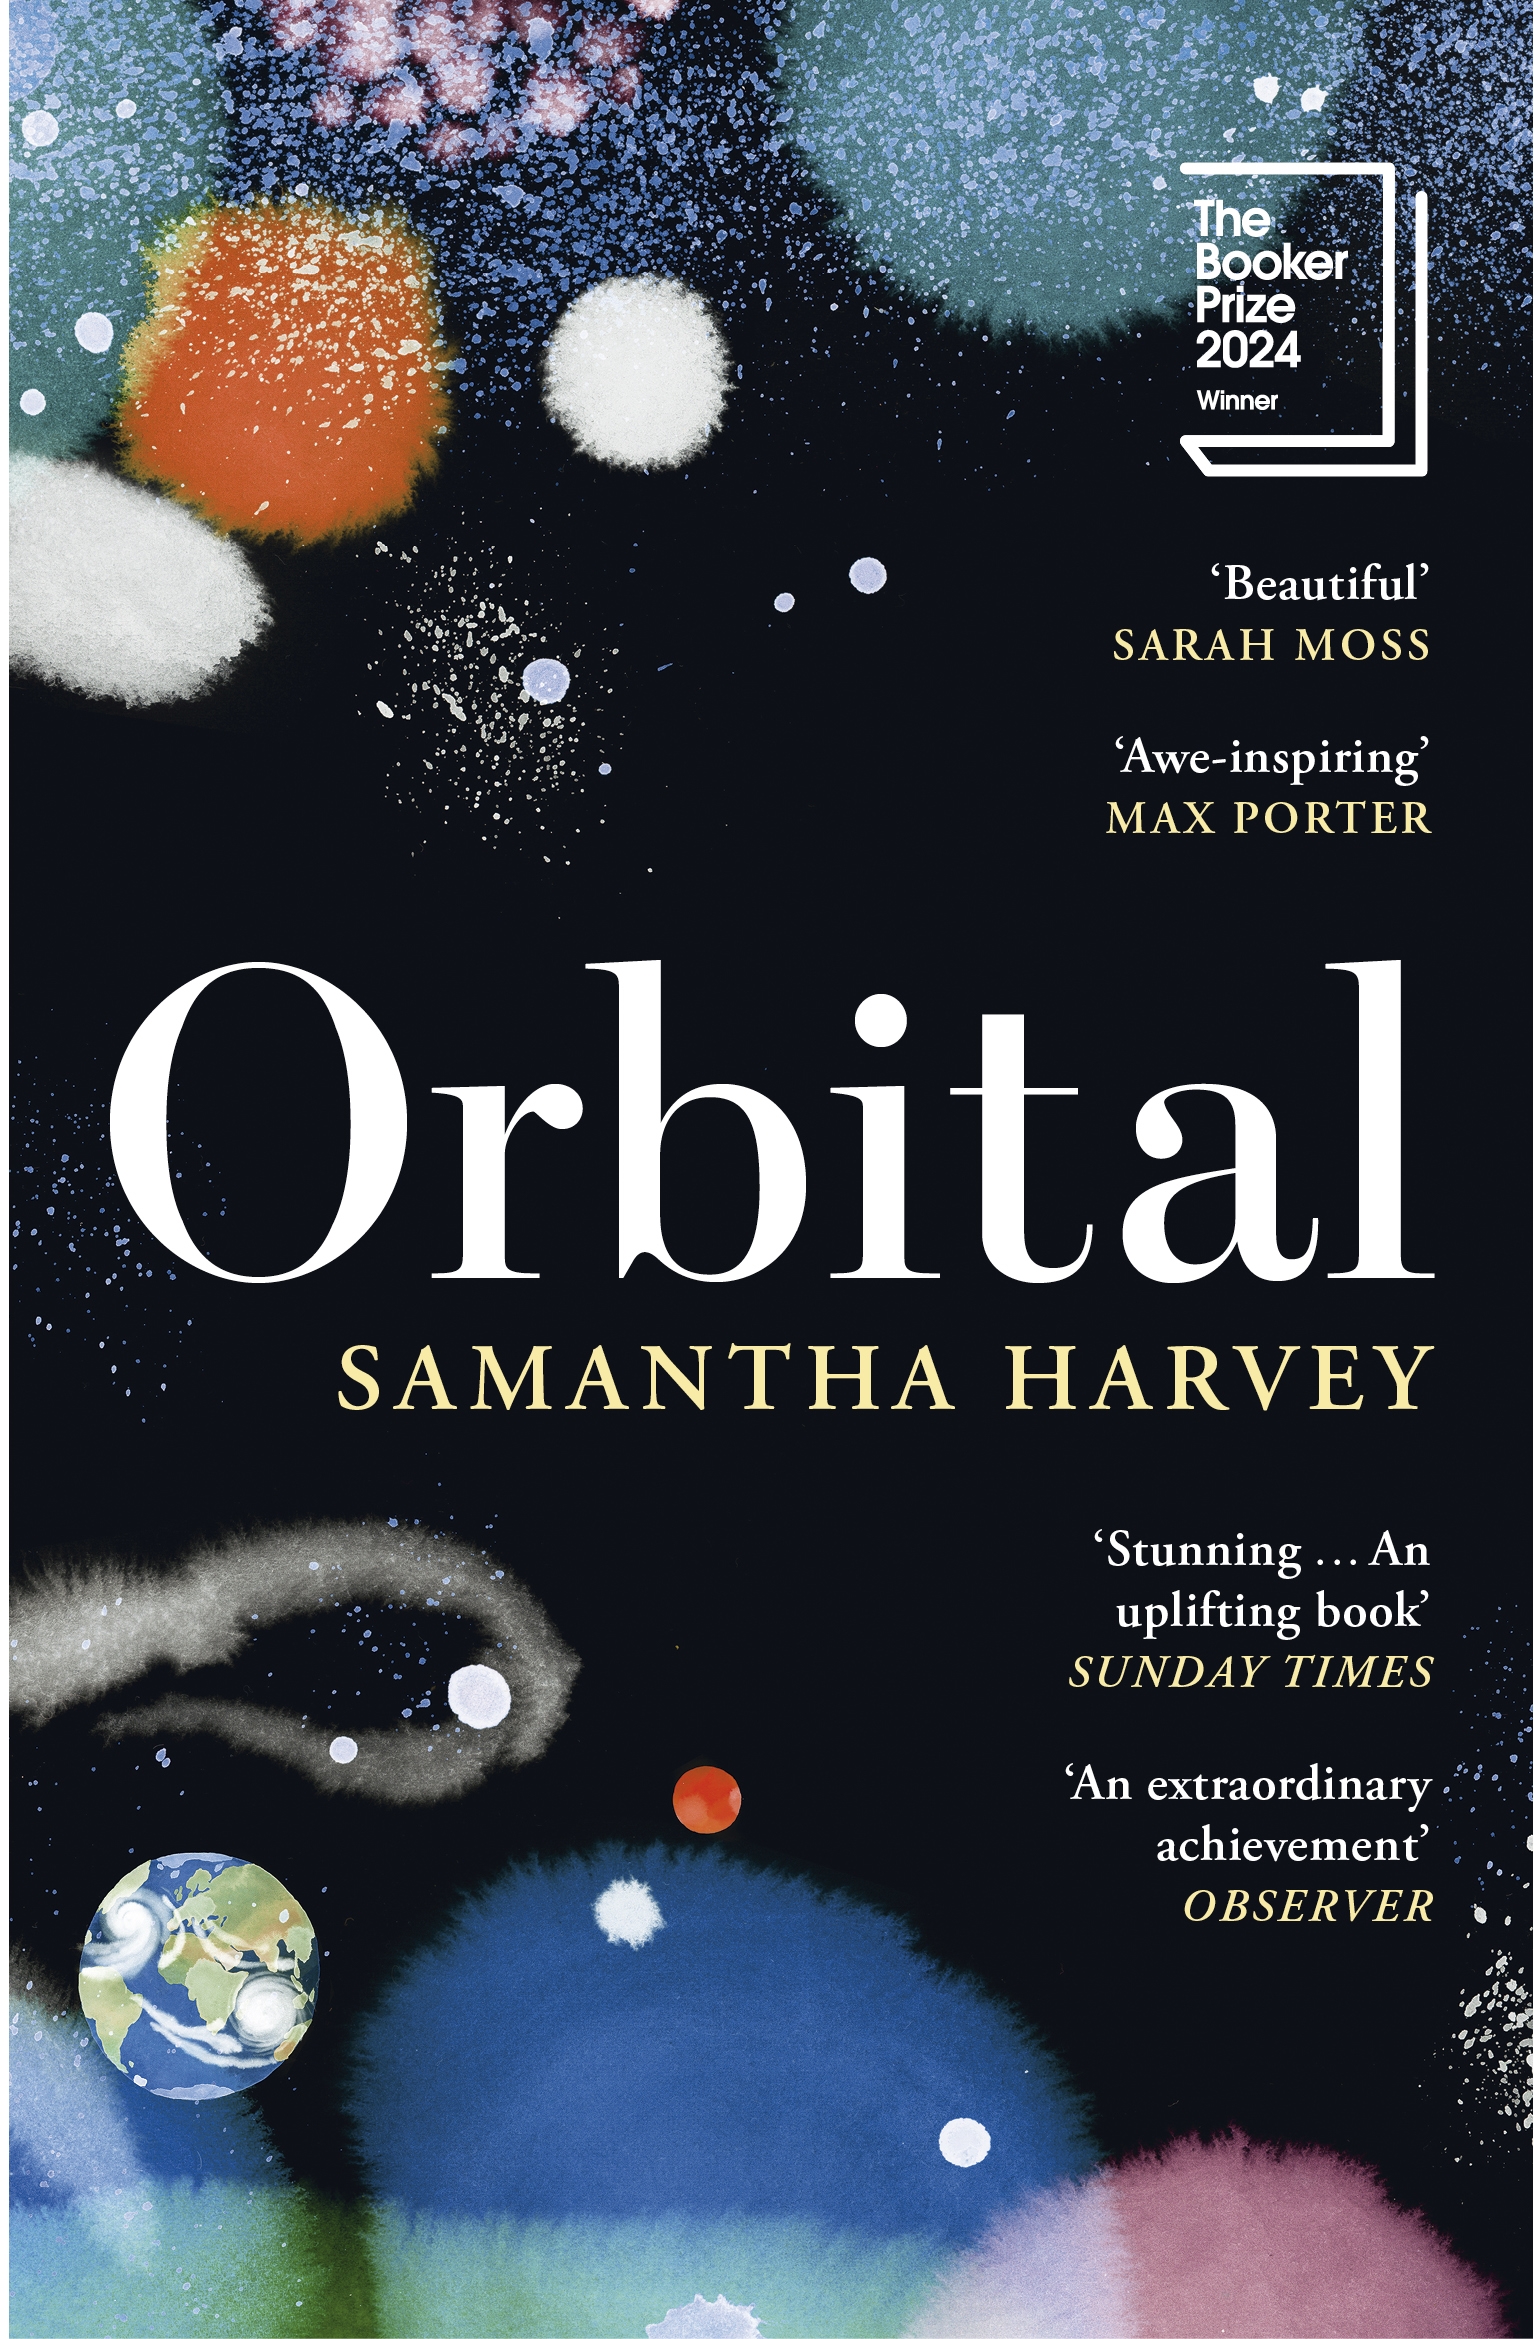 The
Booker
Prize
2024
Winner
‘Beautiful’
SARAH MOSS
‘Awe-inspiring’
MAX PORTER
Orbital
SAMANTHA HARVEY
‘Stunning … An
uplifting book’
SUNDAY TIMES
‘An extraordinary
achievement’
OBSERVER